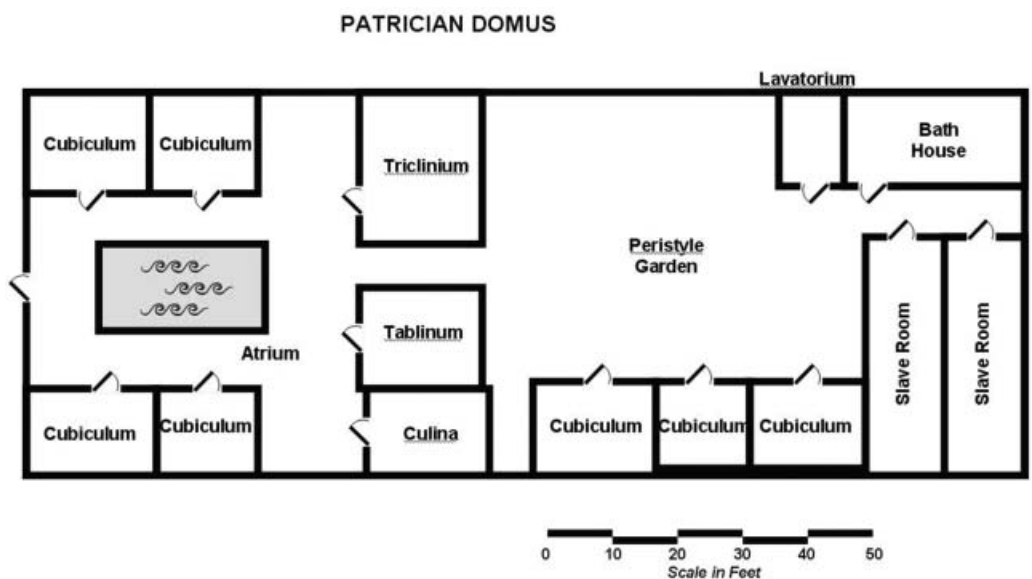 PATRICIAN DOMUS
Lavatorium
Cubiculum
Cubiculum
Triclinium
Bath
House
Peristyle
Garden
Tablinum
Atrium
Slave Room
Slave Room
Cubiculum
Cubiculum
Culina
Cubiculum
Cubiculum
Cubiculum
0 10 20 30 40 50
Scale in Feet